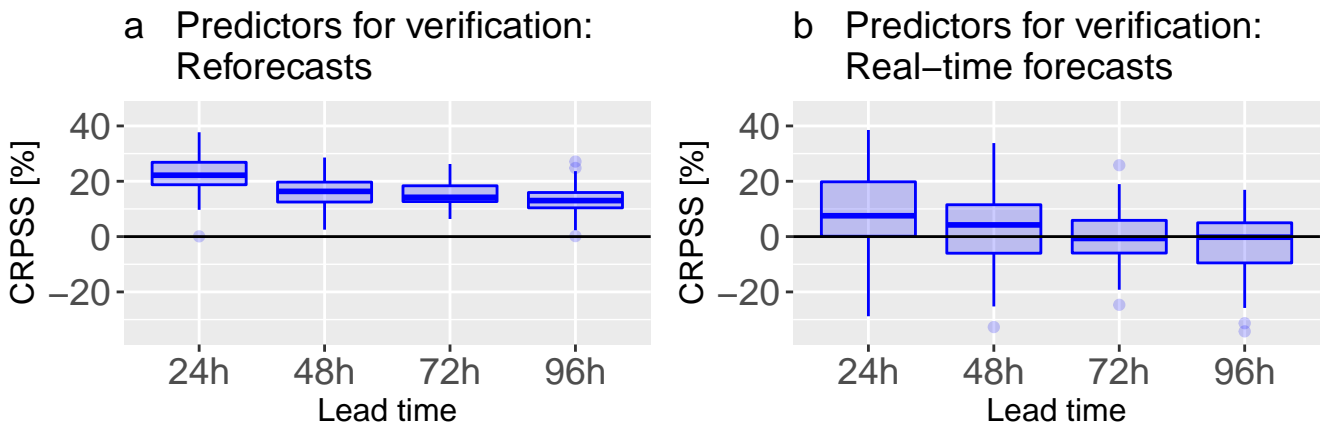 a Predictors for verification:
Reforecasts
CRPSS [%]
40
20
0
−20
24h 48h 72h 96h
Lead time
b Predictors for verification:
Real−time forecasts
CRPSS [%]
40
20
0
−20
24h 48h 72h 96h
Lead time